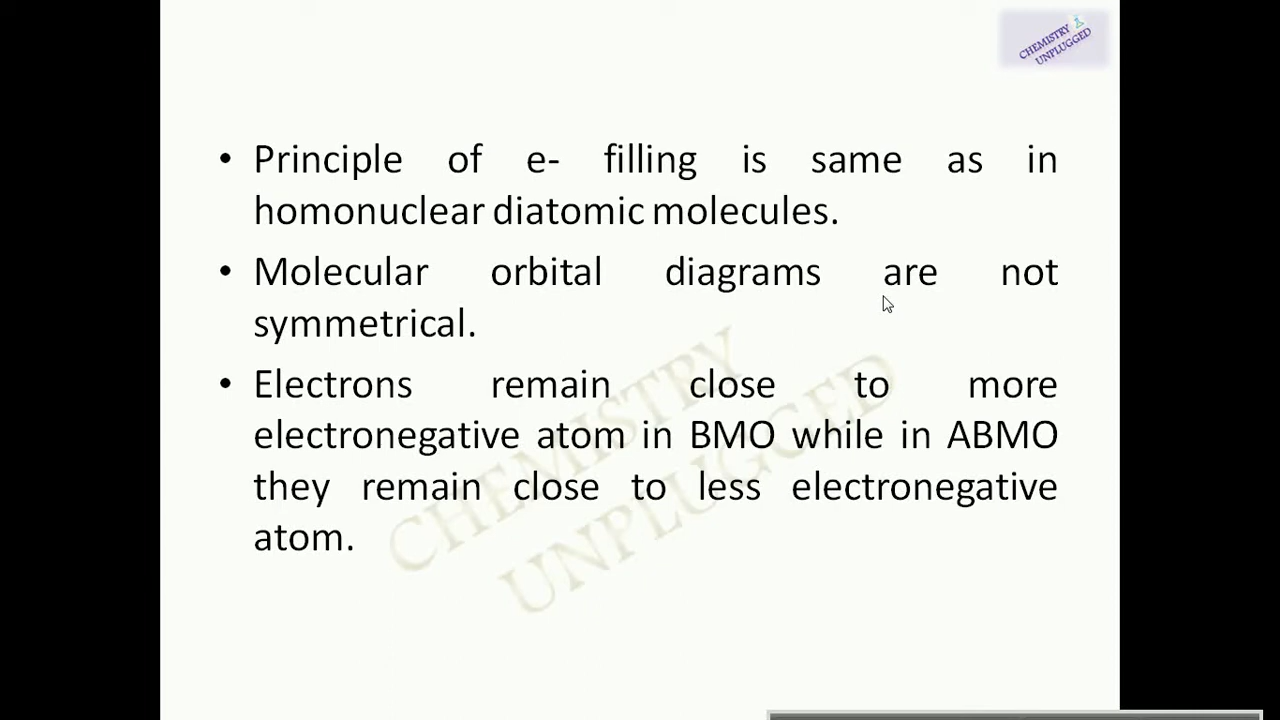 CHEMISTRY
UNPLUGGED
• Principle of e- filling is same as in
homonuclear diatomic molecules.
• Molecular orbital diagrams are not
symmetrical.
• Electrons remain close to more
electronegative atom in BMO while in ABMO
they remain close to less electronegative
atom.
CHEMISTRY
UNPLUGGED